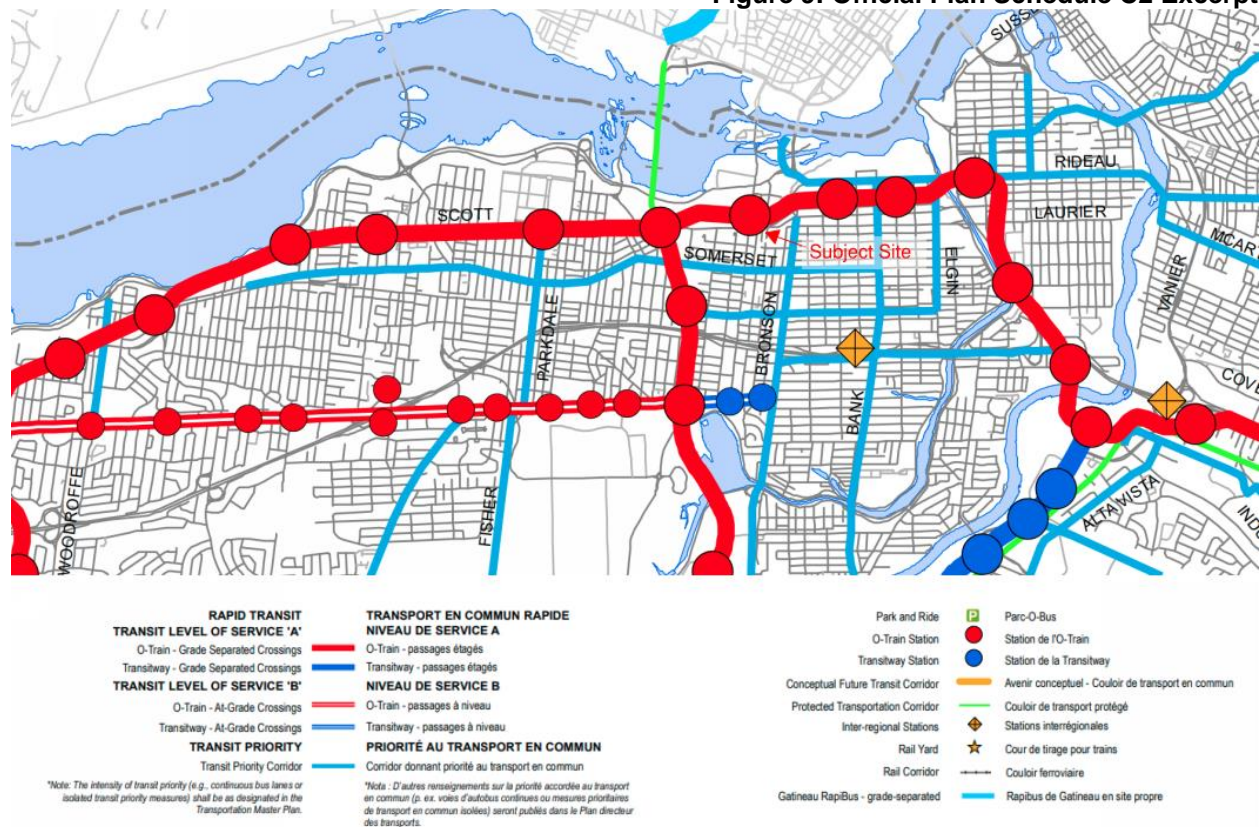 Figure 9: Official Plan Schedule C2 Excerpt
SUSS
RIDEAU
SCOTT
LAURIER
MCAR
Subject Site
SOMERSET
ELGIN
VANIER
PARKDALE
BRONSON
BANK
COVE
WOODROFFE
FISHER
ALTA VISTA
INDU
RAPID TRANSIT
TRANSIT LEVEL OF SERVICE 'A'
O-Train - Grade Separated Crossings
Transitway - Grade Separated Crossings
TRANSIT LEVEL OF SERVICE 'B'
O-Train - At-Grade Crossings
Transitway - At-Grade Crossings
TRANSIT PRIORITY
Transit Priority Corridor
*Note: The intensity of transit priority (e.g., continuous bus lanes or
isolated transit priority measures) shall be as designated in the
Transportation Master Plan.
TRANSPORT EN COMMUN RAPIDE
NIVEAU DE SERVICE A
O-Train - passages étagés
Transitway - passages étagés
NIVEAU DE SERVICE B
O-Train - passages à niveau
Transitway - passages à niveau
PRIORITÉ AU TRANSPORT EN COMMUN
Corridor donnant priorité au transport en commun
*Nota : D'autres renseignements sur la priorité accordée au transport
en commun (p. ex. voies d'autobus continues ou mesures prioritaires
de transport en commun isolées) seront publiés dans le Plan directeur
des transports.
Park and Ride P Parc-O-Bus
O-Train Station Station de l'O-Train
Transitway Station Station de la Transitway
Conceptual Future Transit Corridor Avenir conceptuel - Couloir de transport en commun
Protected Transportation Corridor Couloir de transport protégé
Inter-regional Stations Stations interrégionales
Rail Yard Cour de tirage pour trains
Rail Corridor Couloir ferroviaire
Gatineau RapiBus - grade-separated Rapibus de Gatineau en site propre